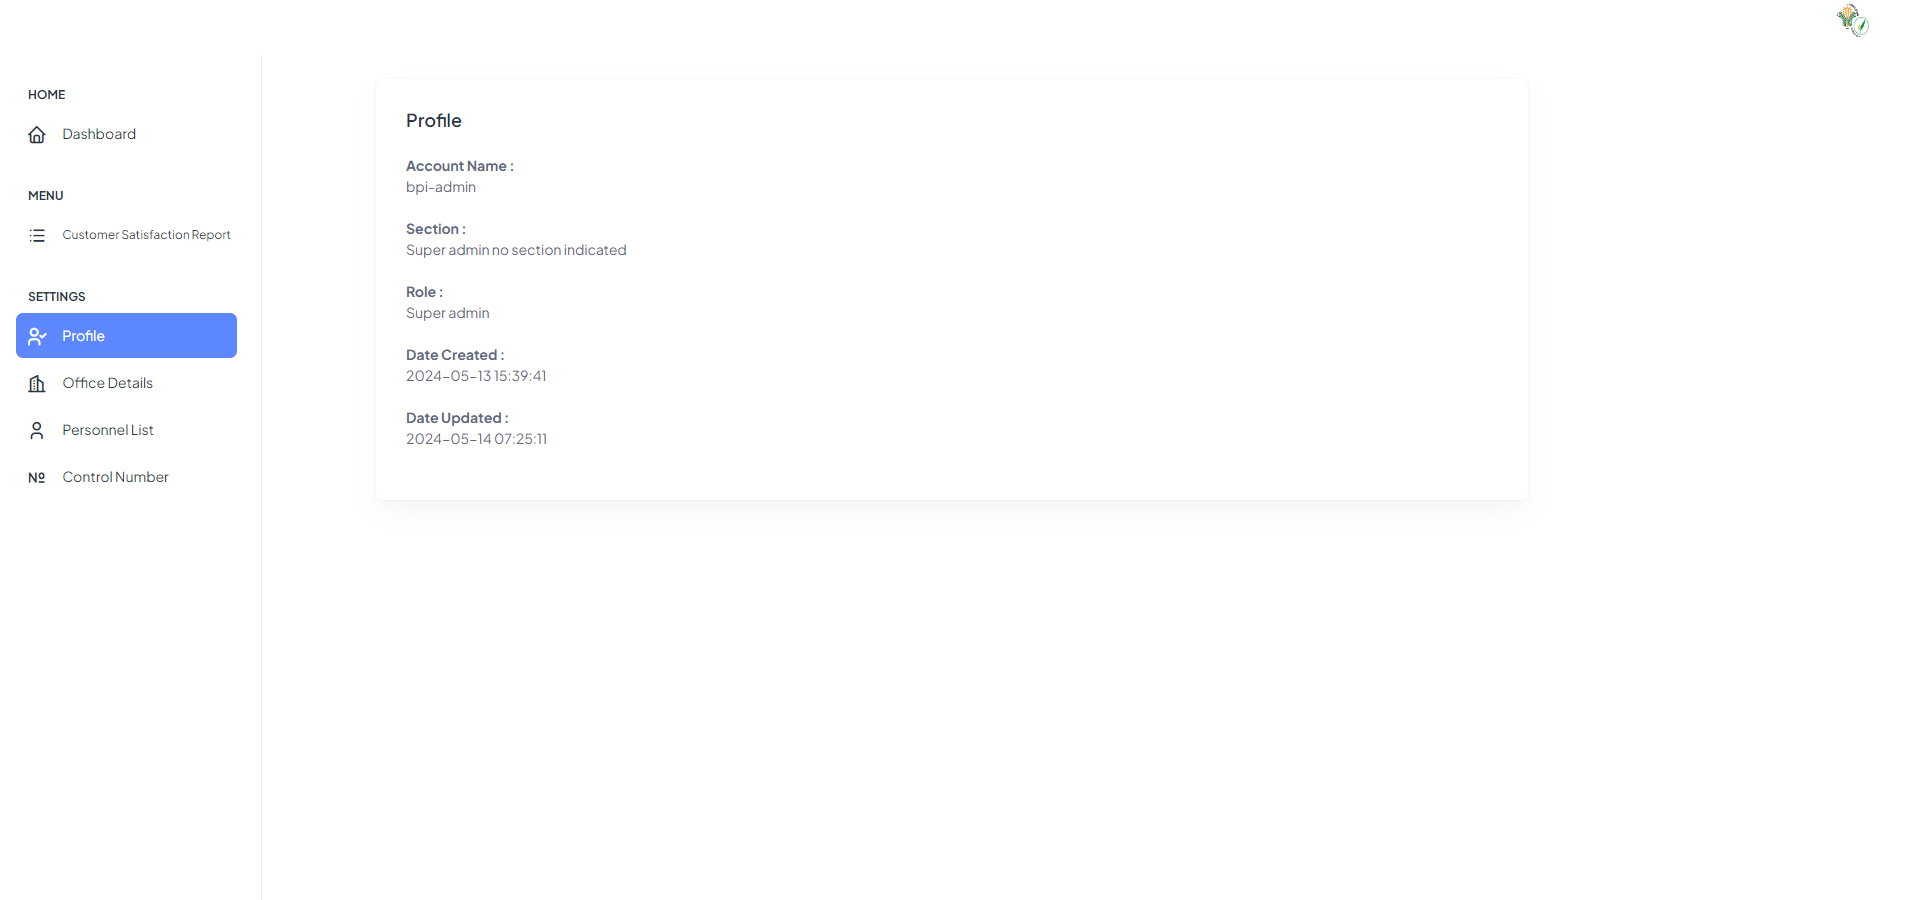 HOME
Dashboard
MENU
Customer Satisfaction Report
SETTINGS
Profile
Office Details
Personnel List
Nº Control Number
Profile
Account Name :
bpi-admin
Section :
Super admin no section indicated
Role :
Super admin
Date Created :
2024-05-13 15:39:41
Date Updated :
2024-05-14 07:25:11